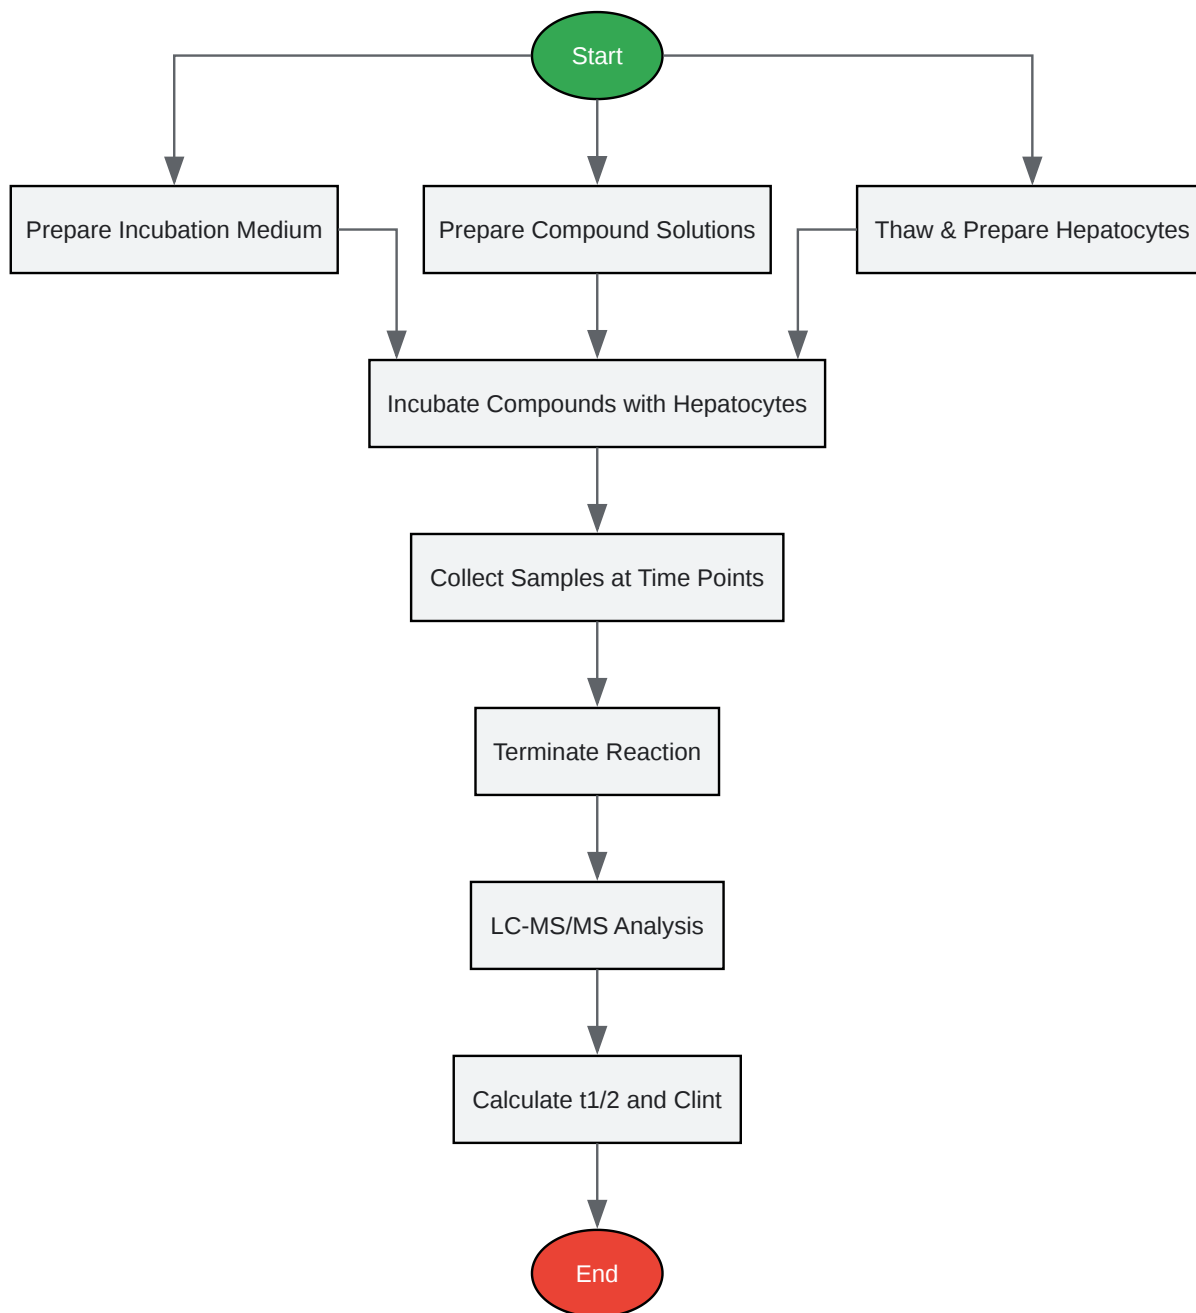 Start
Prepare Incubation Medium
Prepare Compound Solutions
Thaw & Prepare Hepatocytes
Incubate Compounds with Hepatocytes
Collect Samples at Time Points
Terminate Reaction
LC-MS/MS Analysis
Calculate t1/2 and Clint
End